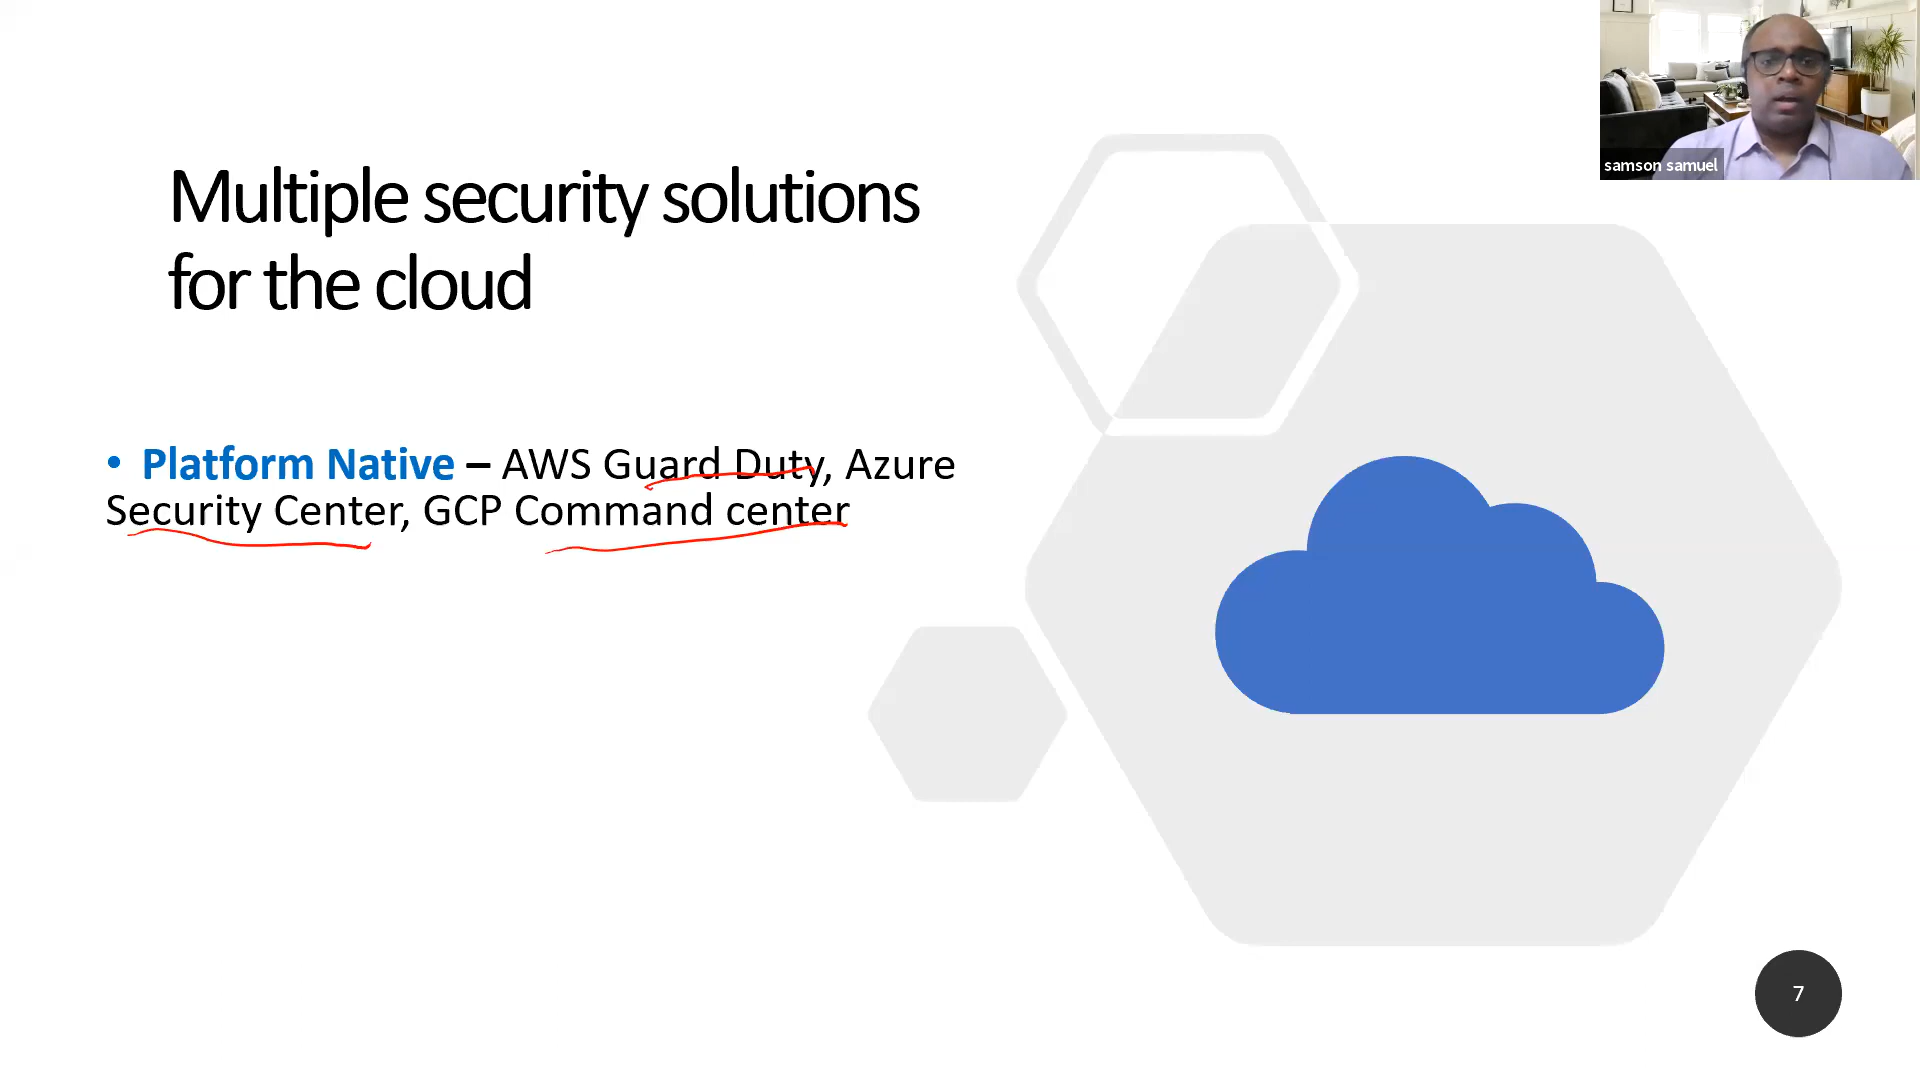 samson samuel
Multiple security solutions
for the cloud
• Platform Native – AWS Guard Duty, Azure
Security Center, GCP Command center
7